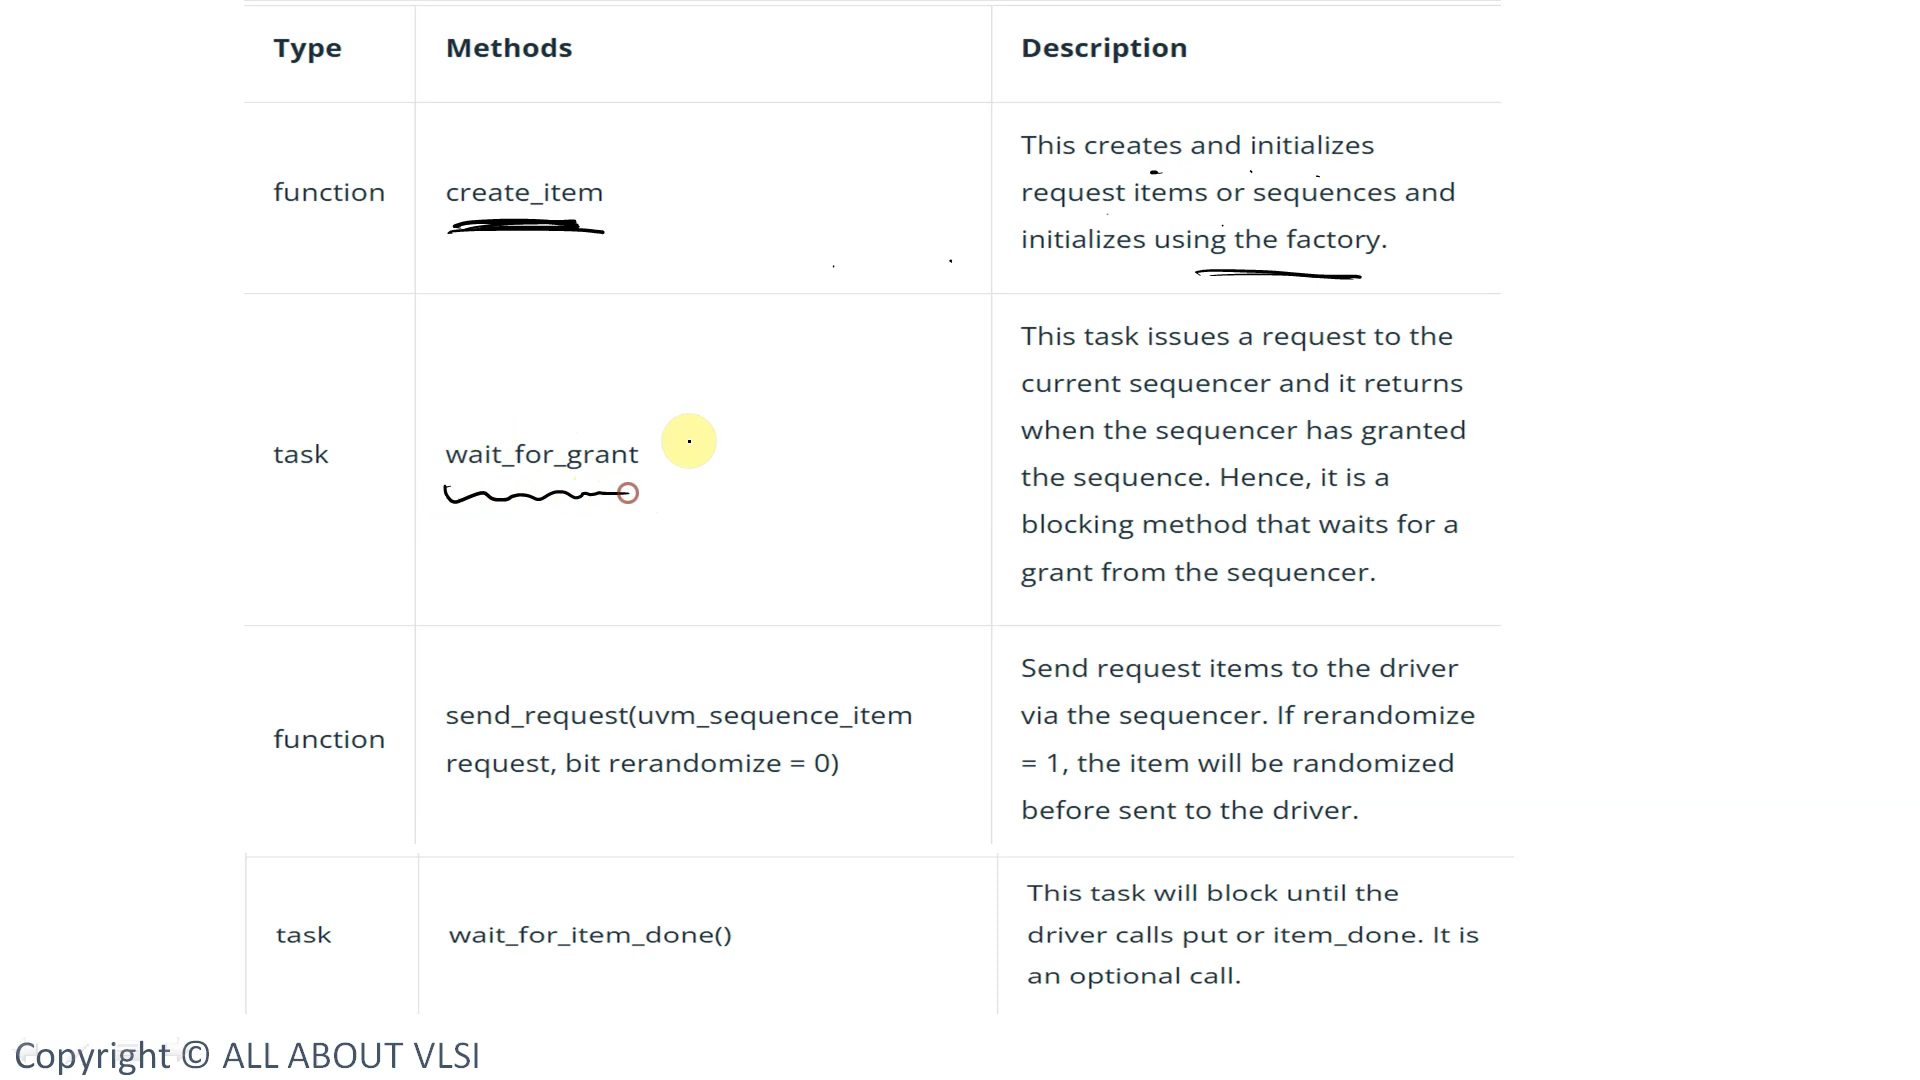 Type Methods Description
This creates and initializes
function create_item request items or sequences and
initializes using the factory.
This task issues a request to the
current sequencer and it returns
when the sequencer has granted
task wait_for_grant
the sequence. Hence, it is a
blocking method that waits for a
grant from the sequencer.
Send request items to the driver
send_request(uvm_sequence_item via the sequencer. If rerandomize
function
request, bit rerandomize = 0) = 1, the item will be randomized
before sent to the driver.
This task will block until the
task wait_for_item_done() driver calls put or item_done. It is
an optional call.
Copyright © ALL ABOUT VLSI